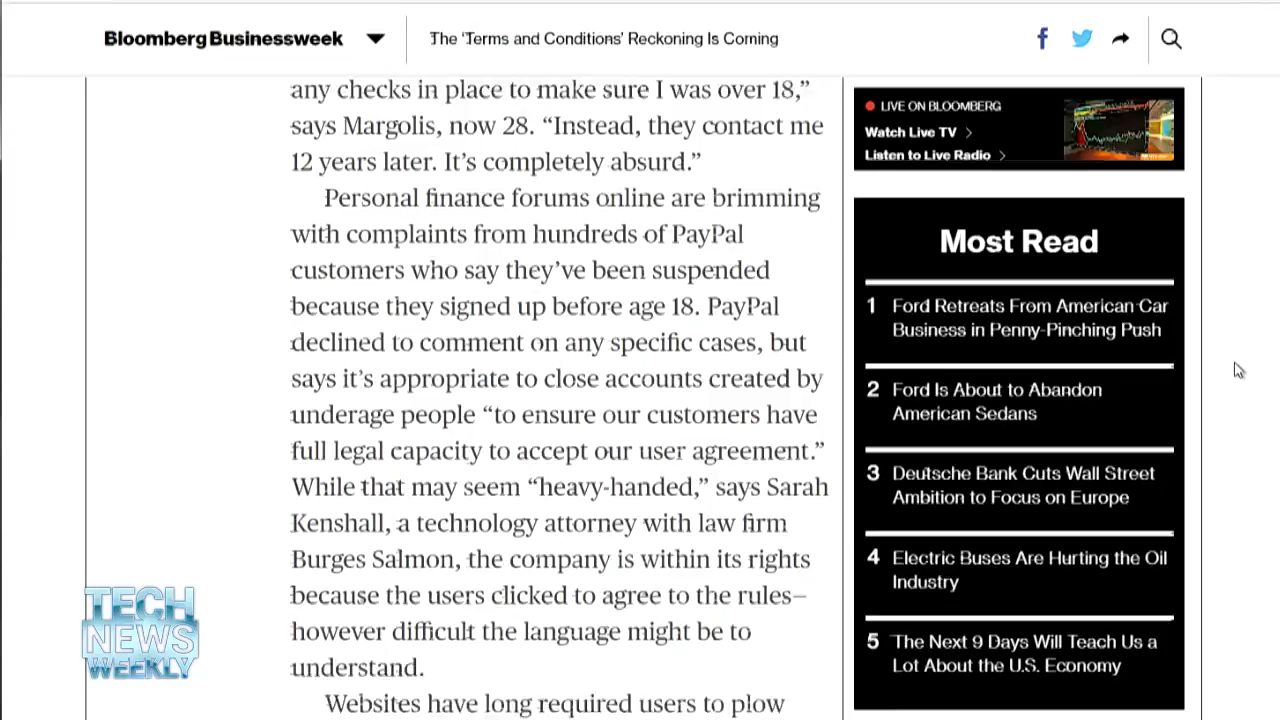 Bloomberg Businessweek
The 'Terms and Conditions' Reckoning Is Coming
any checks in place to make sure I was over 18,”
says Margolis, now 28. “Instead, they contact me
12 years later. It’s completely absurd.”
Personal finance forums online are brimming
with complaints from hundreds of PayPal
customers who say they’ve been suspended
because they signed up before age 18. PayPal
declined to comment on any specific cases, but
says it’s appropriate to close accounts created by
underage people “to ensure our customers have
full legal capacity to accept our user agreement.”
While that may seem “heavy-handed,” says Sarah
Kenshall, a technology attorney with law firm
Burges Salmon, the company is within its rights
because the users clicked to agree to the rules—
however difficult the language might be to
understand.
Websites have long required users to plow
LIVE ON BLOOMBERG
Watch Live TV >
Listen to Live Radio >
Most Read
1 Ford Retreats From American Car
Business in Penny-Pinching Push
2 Ford Is About to Abandon
American Sedans
3 Deutsche Bank Cuts Wall Street
Ambition to Focus on Europe
4 Electric Buses Are Hurting the Oil
Industry
5 The Next 9 Days Will Teach Us a
Lot About the U.S. Economy
TECH
NEWS
WEEKLY